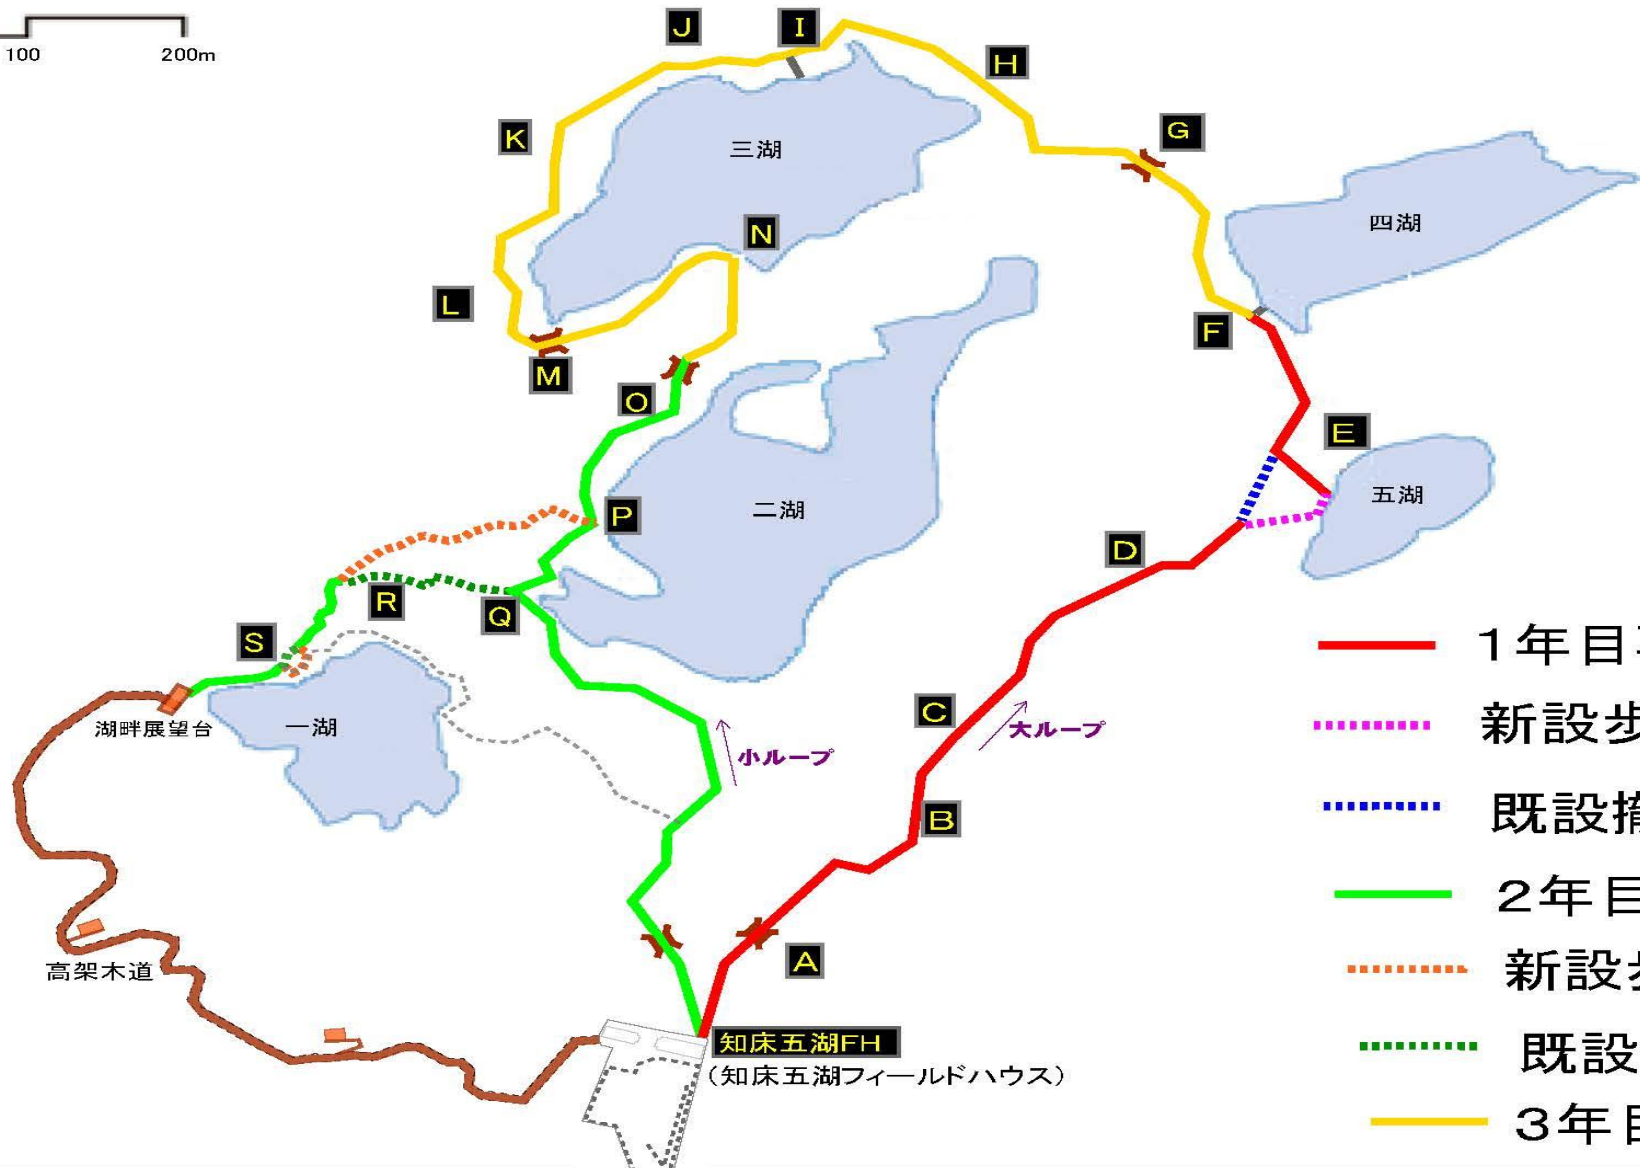 100 200m
J
I
H
K
G
三湖
四湖
N
L
F
M
O
E
五湖
P
二湖
D
R
Q
S
1年目
C
湖畔展望台
一湖
大ループ
新設歩
小ループ
B
既設撤
2年目
A
高架木道
新設歩
知床五湖FH
既設
(知床五湖フィールドハウス)
3年目